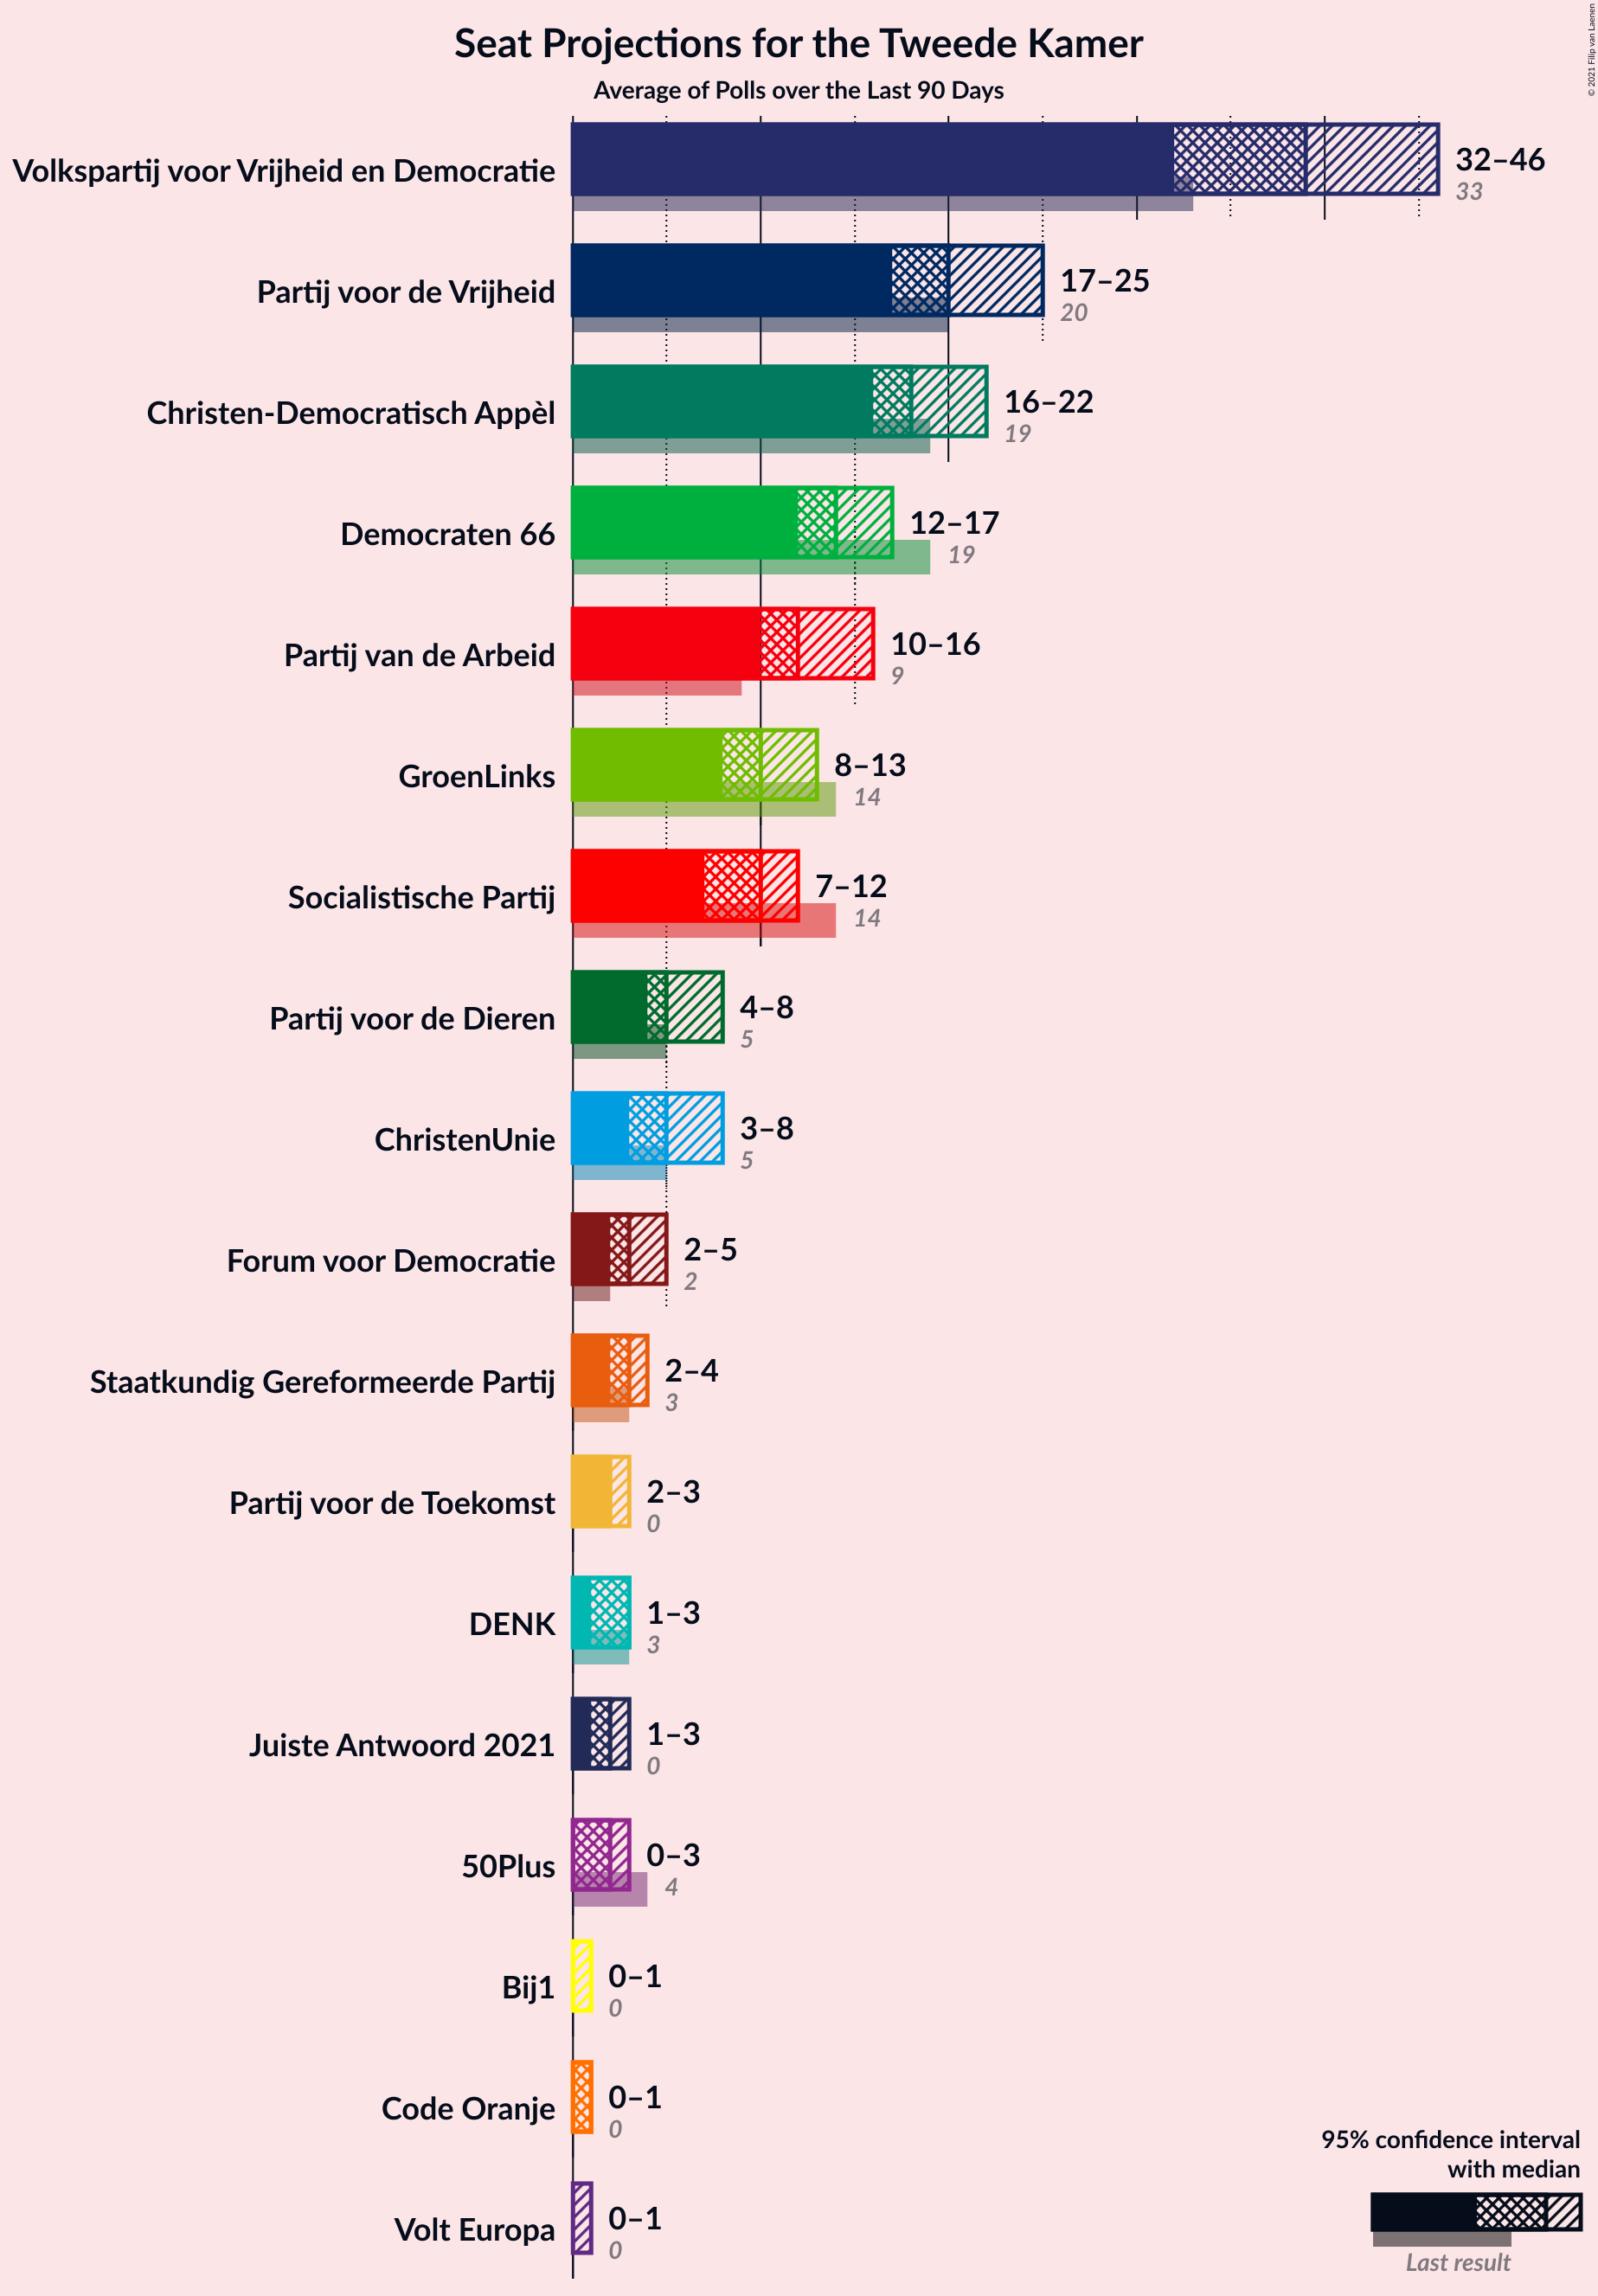 Seat Projections for the Tweede Kamer
Average of Polls over the Last 90 Days
© 2021 Filip van Laenen
Volkspartij voor Vrijheid en Democratie
32–46
33
Partij voor de Vrijheid
17–25
20
Christen-Democratisch Appèl
16–22
19
Democraten 66
12–17
19
Partij van de Arbeid
10–16
9
GroenLinks
8–13
14
Socialistische Partij
7–12
14
Partij voor de Dieren
4–8
5
ChristenUnie
3–8
5
Forum voor Democratie
2–5
2
Staatkundig Gereformeerde Partij
2–4
3
Partij voor de Toekomst
2–3
0
DENK
1–3
3
Juiste Antwoord 2021
1–3
0
50Plus
0–3
4
Bij1
0–1
0
Code Oranje
0–1
0
Volt Europa
0–1
0
95% confidence interval
with median
Last result